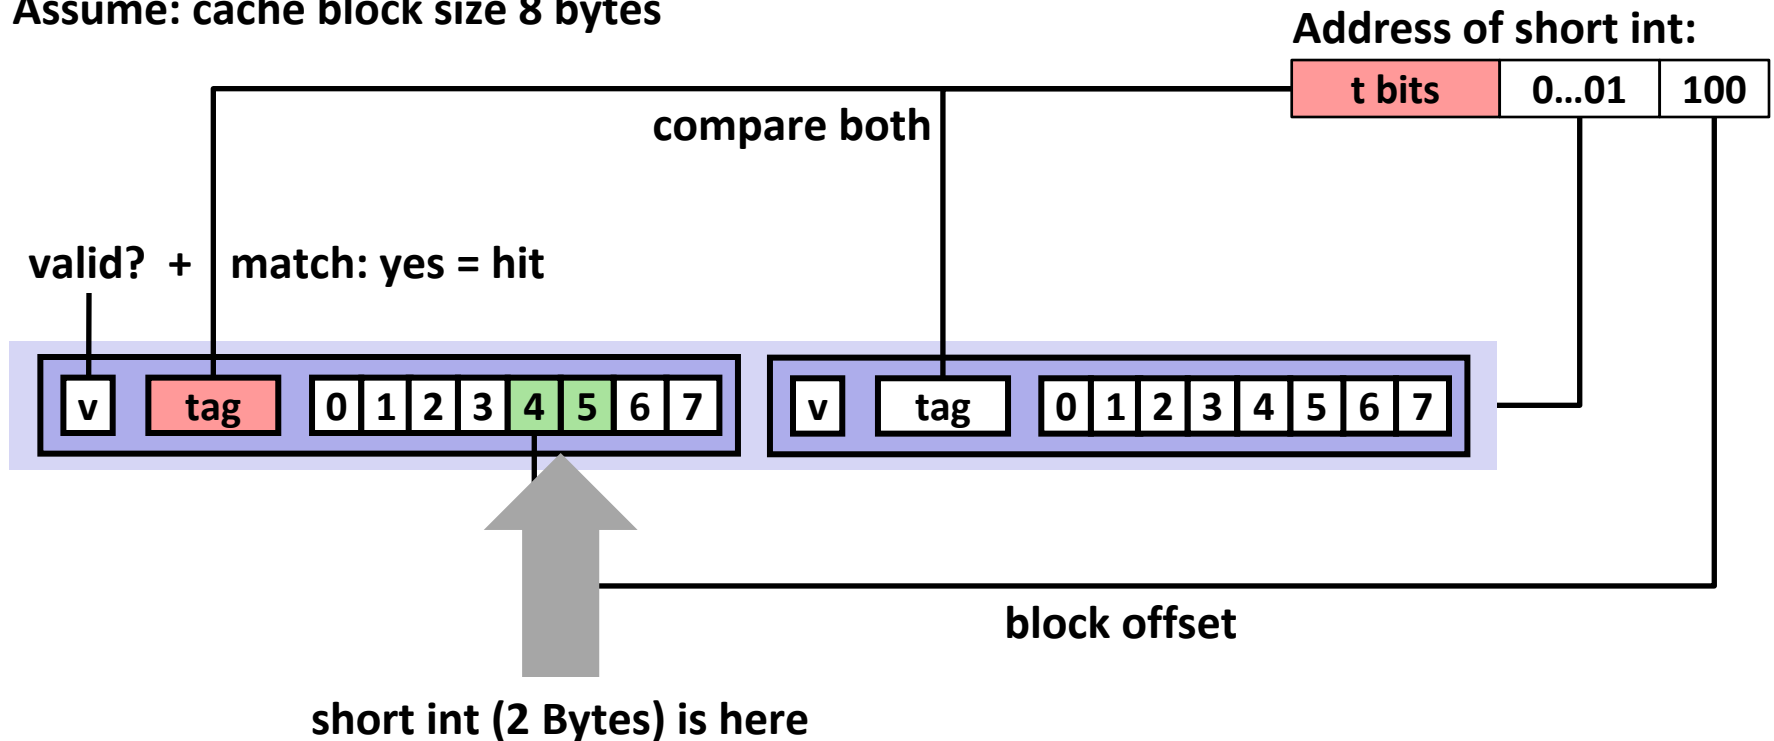 Assume: cache block size 8 bytes
Address of short int:
t bits 0...01 100
compare both
valid? + match: yes = hit
v tag 0 1 2 3 4 5 6 7 v tag 0 1 2 3 4 5 6 7
block offset
short int (2 Bytes) is here